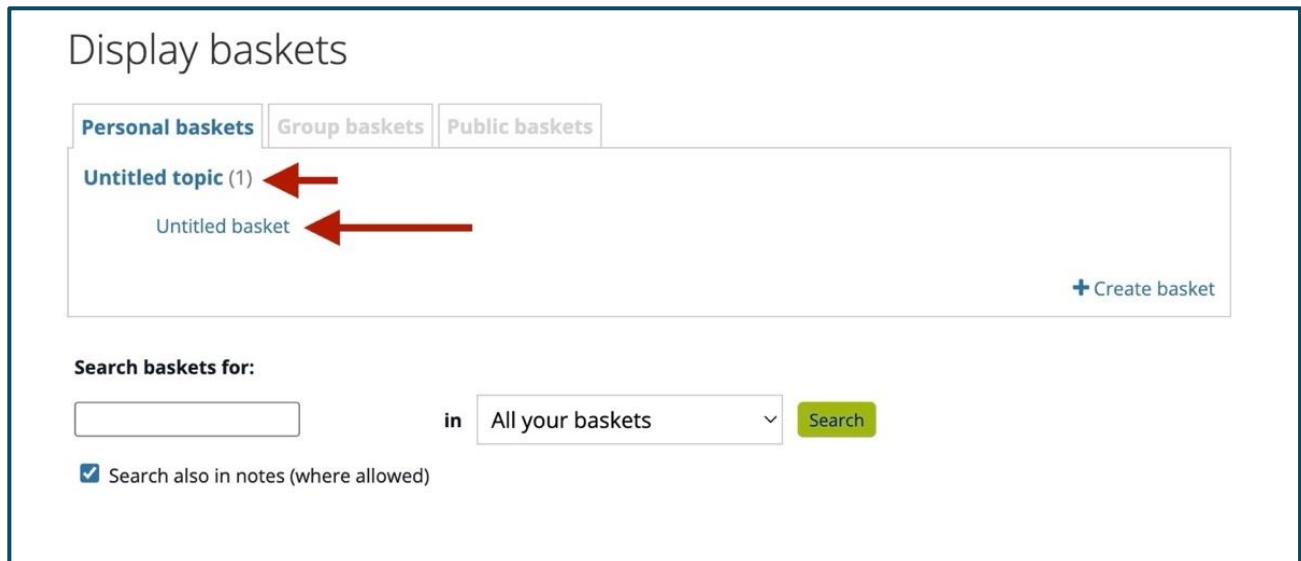 Display baskets
Personal baskets Group baskets Public baskets
Untitled topic (1)
Untitled basket
+ Create basket
Search baskets for:
in All your baskets Search
Search also in notes (where allowed)